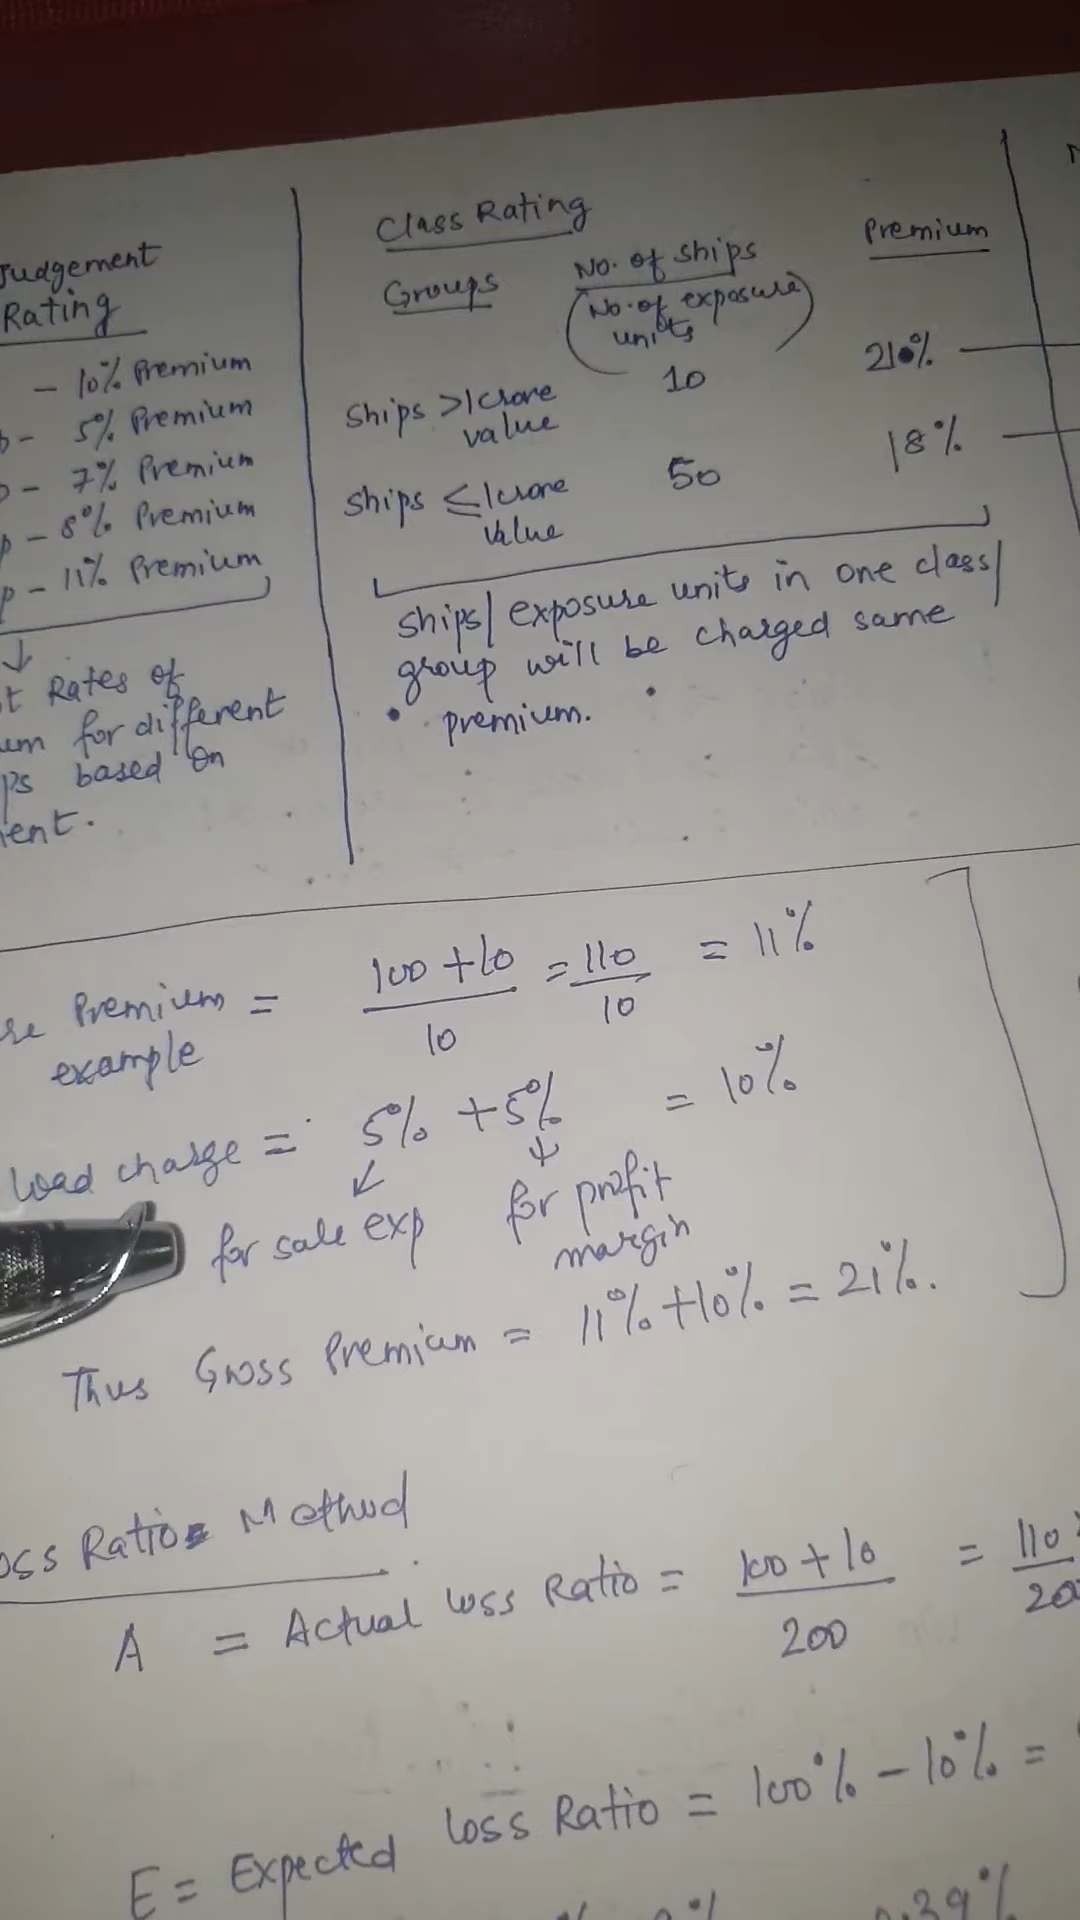 Judgement
Rating
- 10% Premium
- 5% Premium
- 7% Premium
- 8% Premium
- 11% Premium
Rates of
for different
based on
Class Rating
Groups
No. of ships
(No. of exposure
units)
Premium
Ships >1crore
value
10
210%
Ships ≤1crore
value
50
18%
Ships/exposure units in one class/
group will be charged same
premium.
Premium = 100+10 = 110 = 11%
example 10 10
Load charge = 5% + 5% = 10%
for sale exp for profit
margin
Thus Gross Premium = 11% + 10% = 21%.
Ratio Method
A = Actual loss Ratio = 100+10 = 110
200
E = Expected loss Ratio = 100% - 10% =